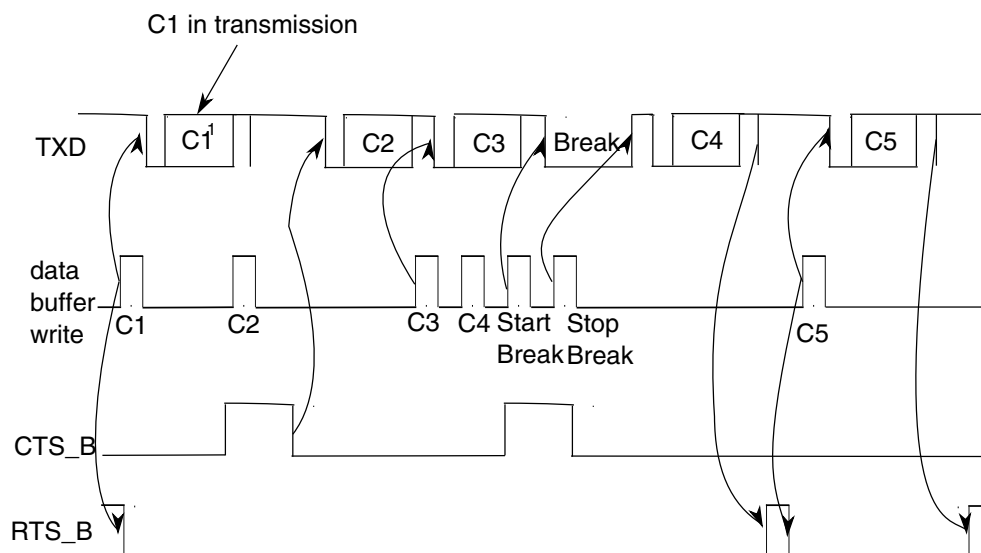 C1 in transmission
TXD
C1
1
C2
C3
Break
C4
C5
data
buffer
write
C1
C2
C3
C4
Start
Break
Stop
Break
C5
CTS_B
RTS_B